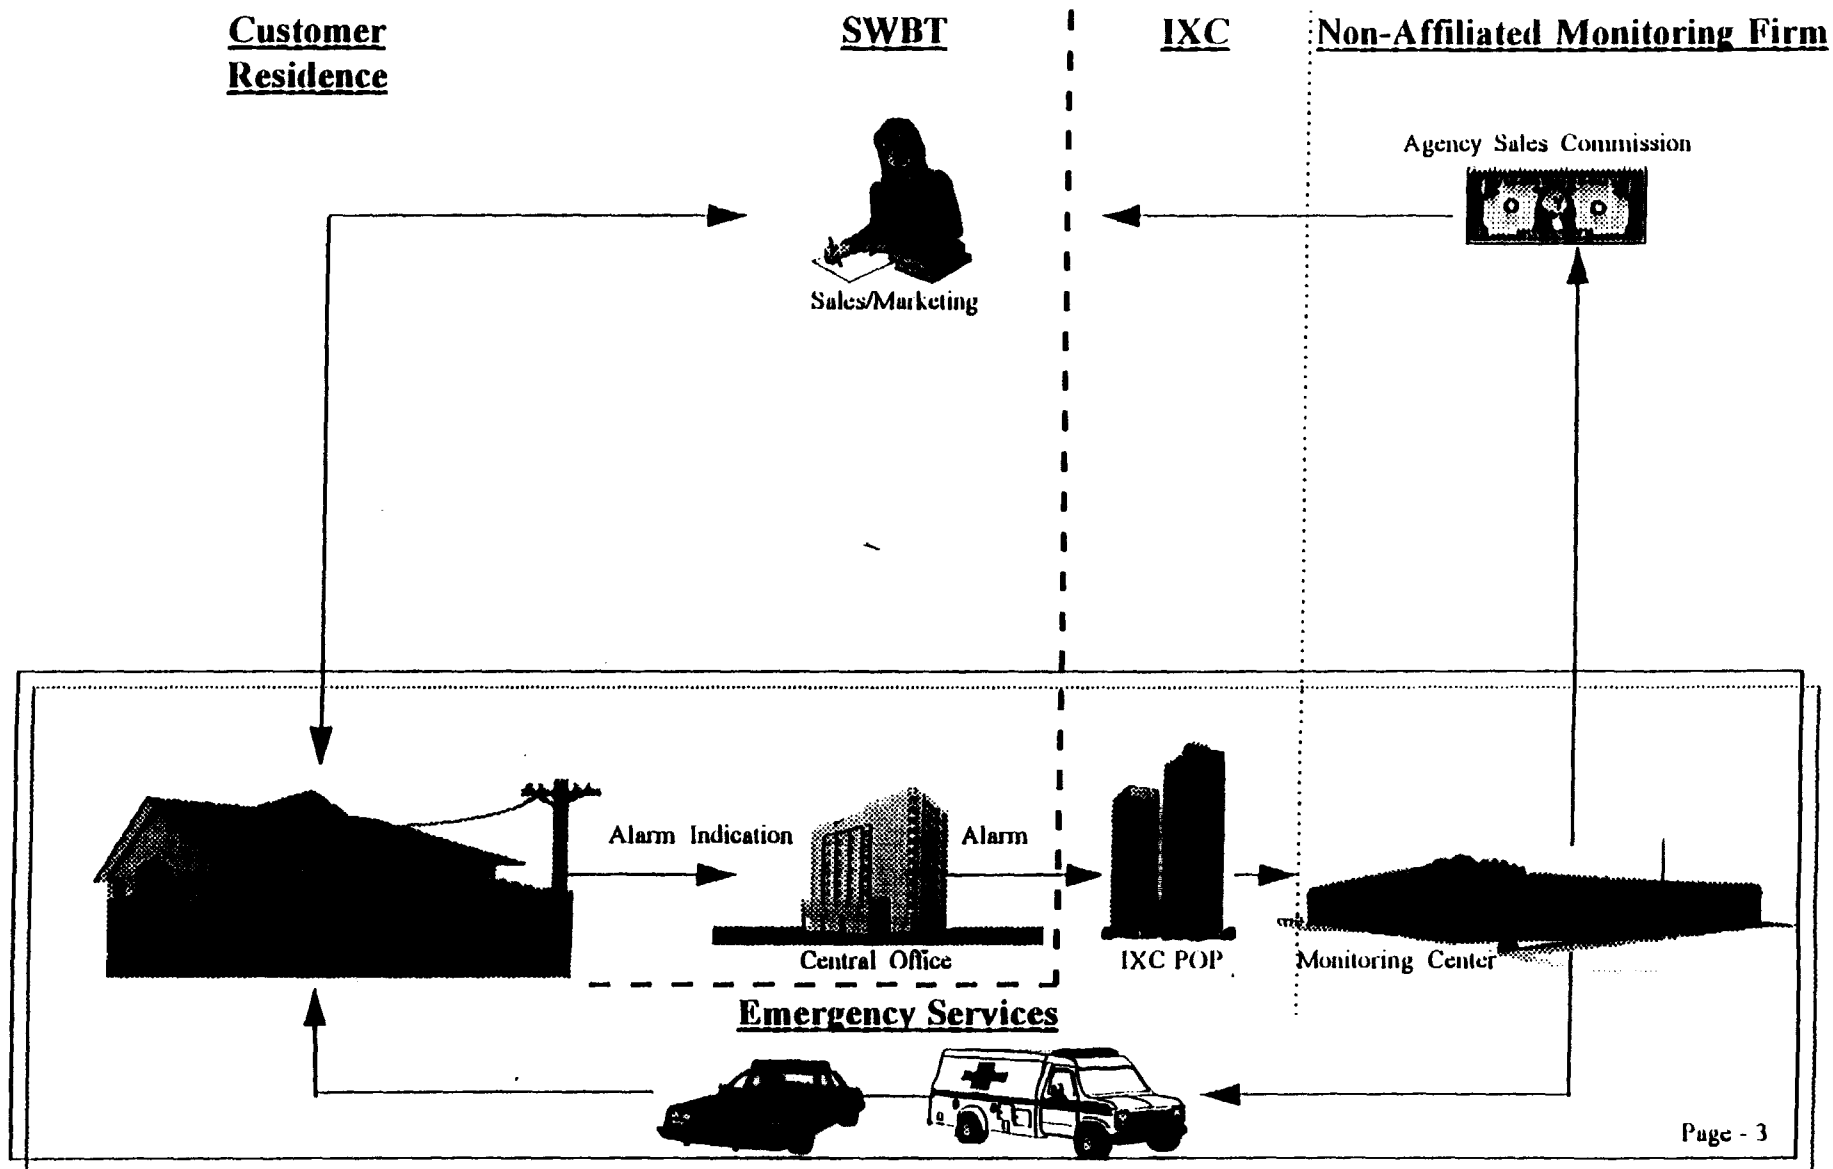 Customer
Residence
SWBT
IXC
Non-Affiliated Monitoring Firm
Agency Sales Commission
Sales/Marketing
Alarm Indication
Alarm
Central Office
IXC POP
Monitoring Center
Emergency Services
Page - 3